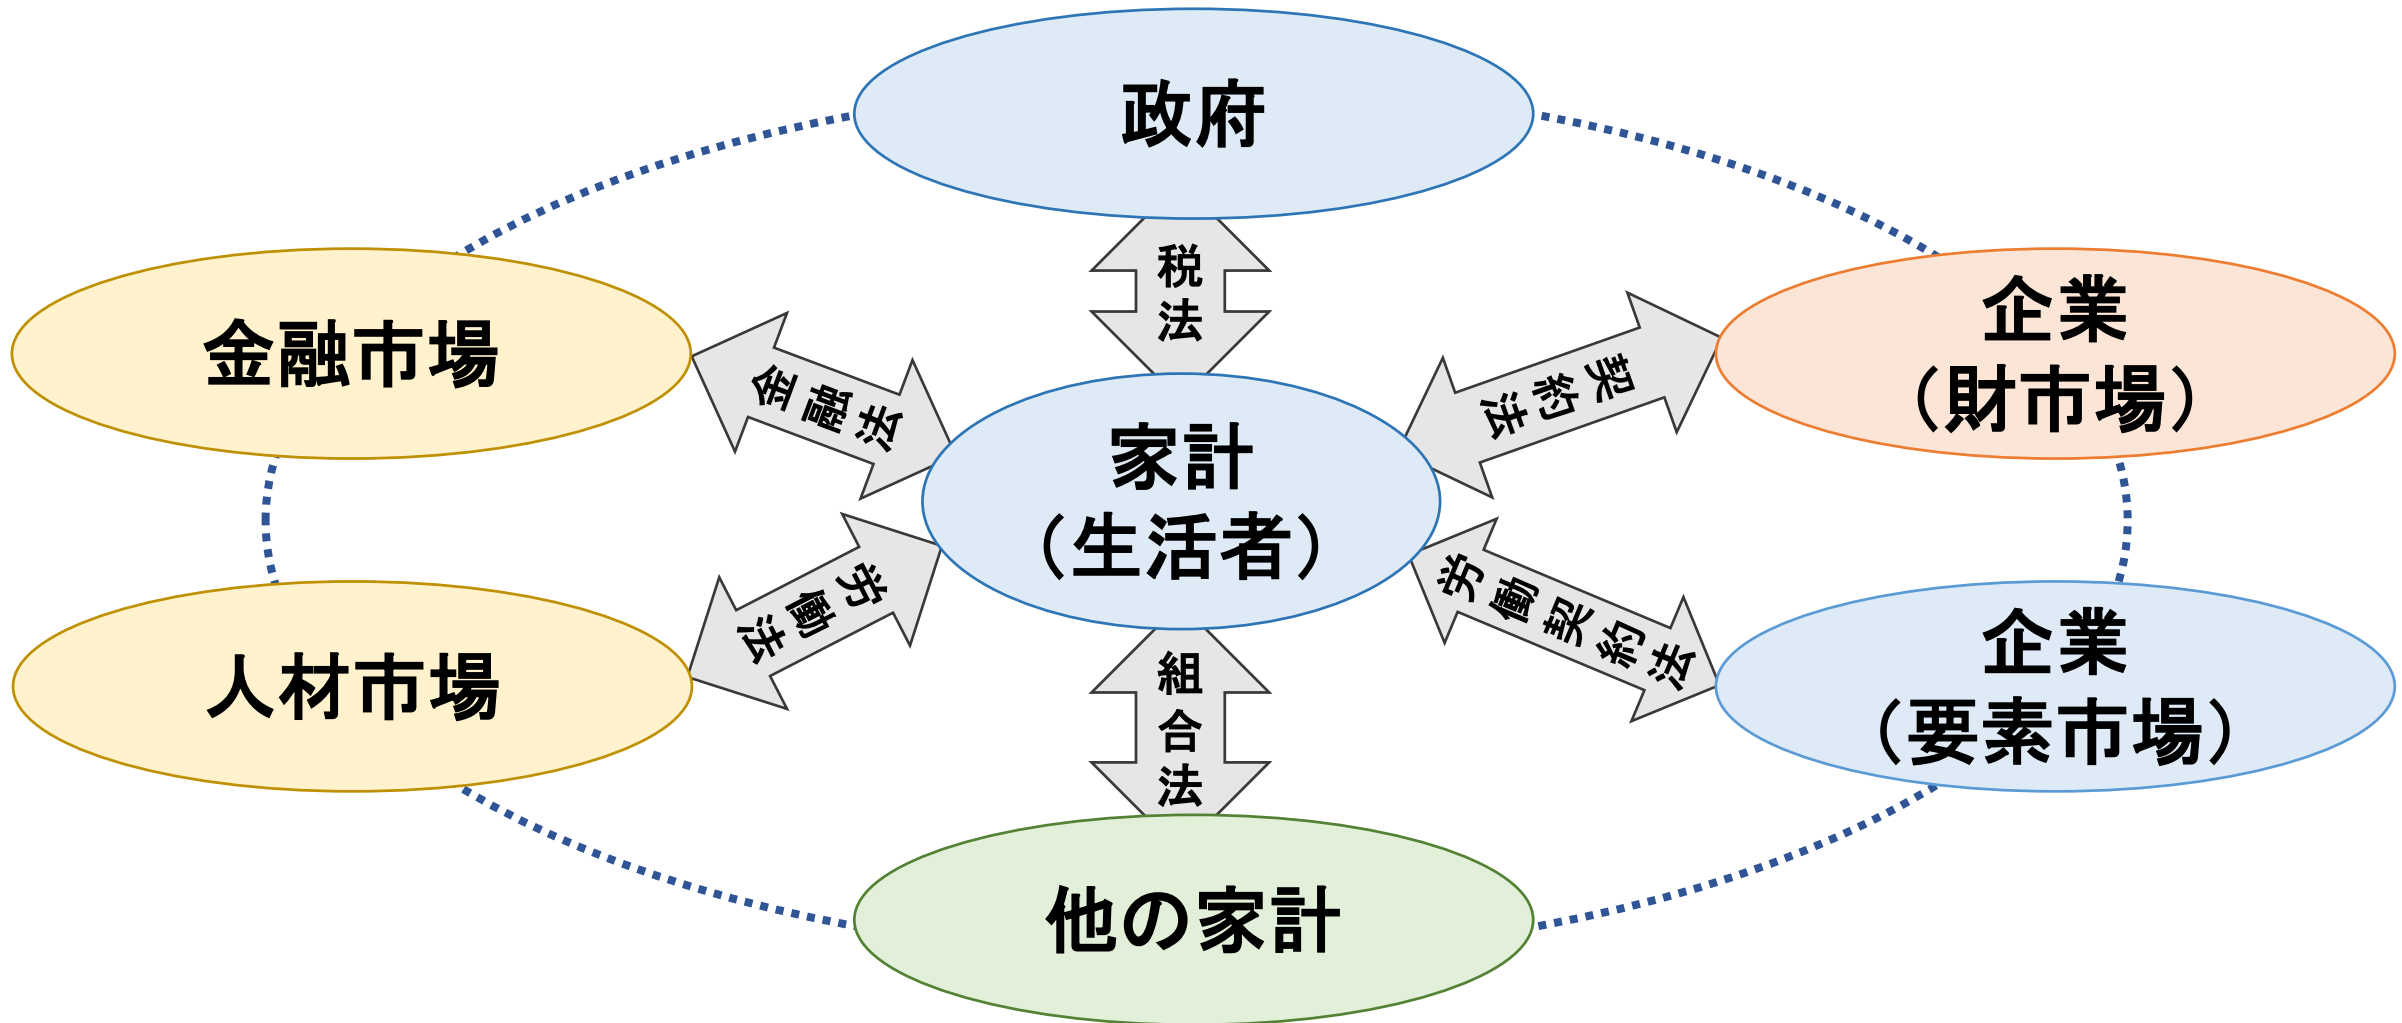 政府
税法
金融市場
企業
（財市場）
金融法
契約法
家計
（生活者）
労働法
労働契約法
人材市場
企業
（要素市場）
組合法
他の家計